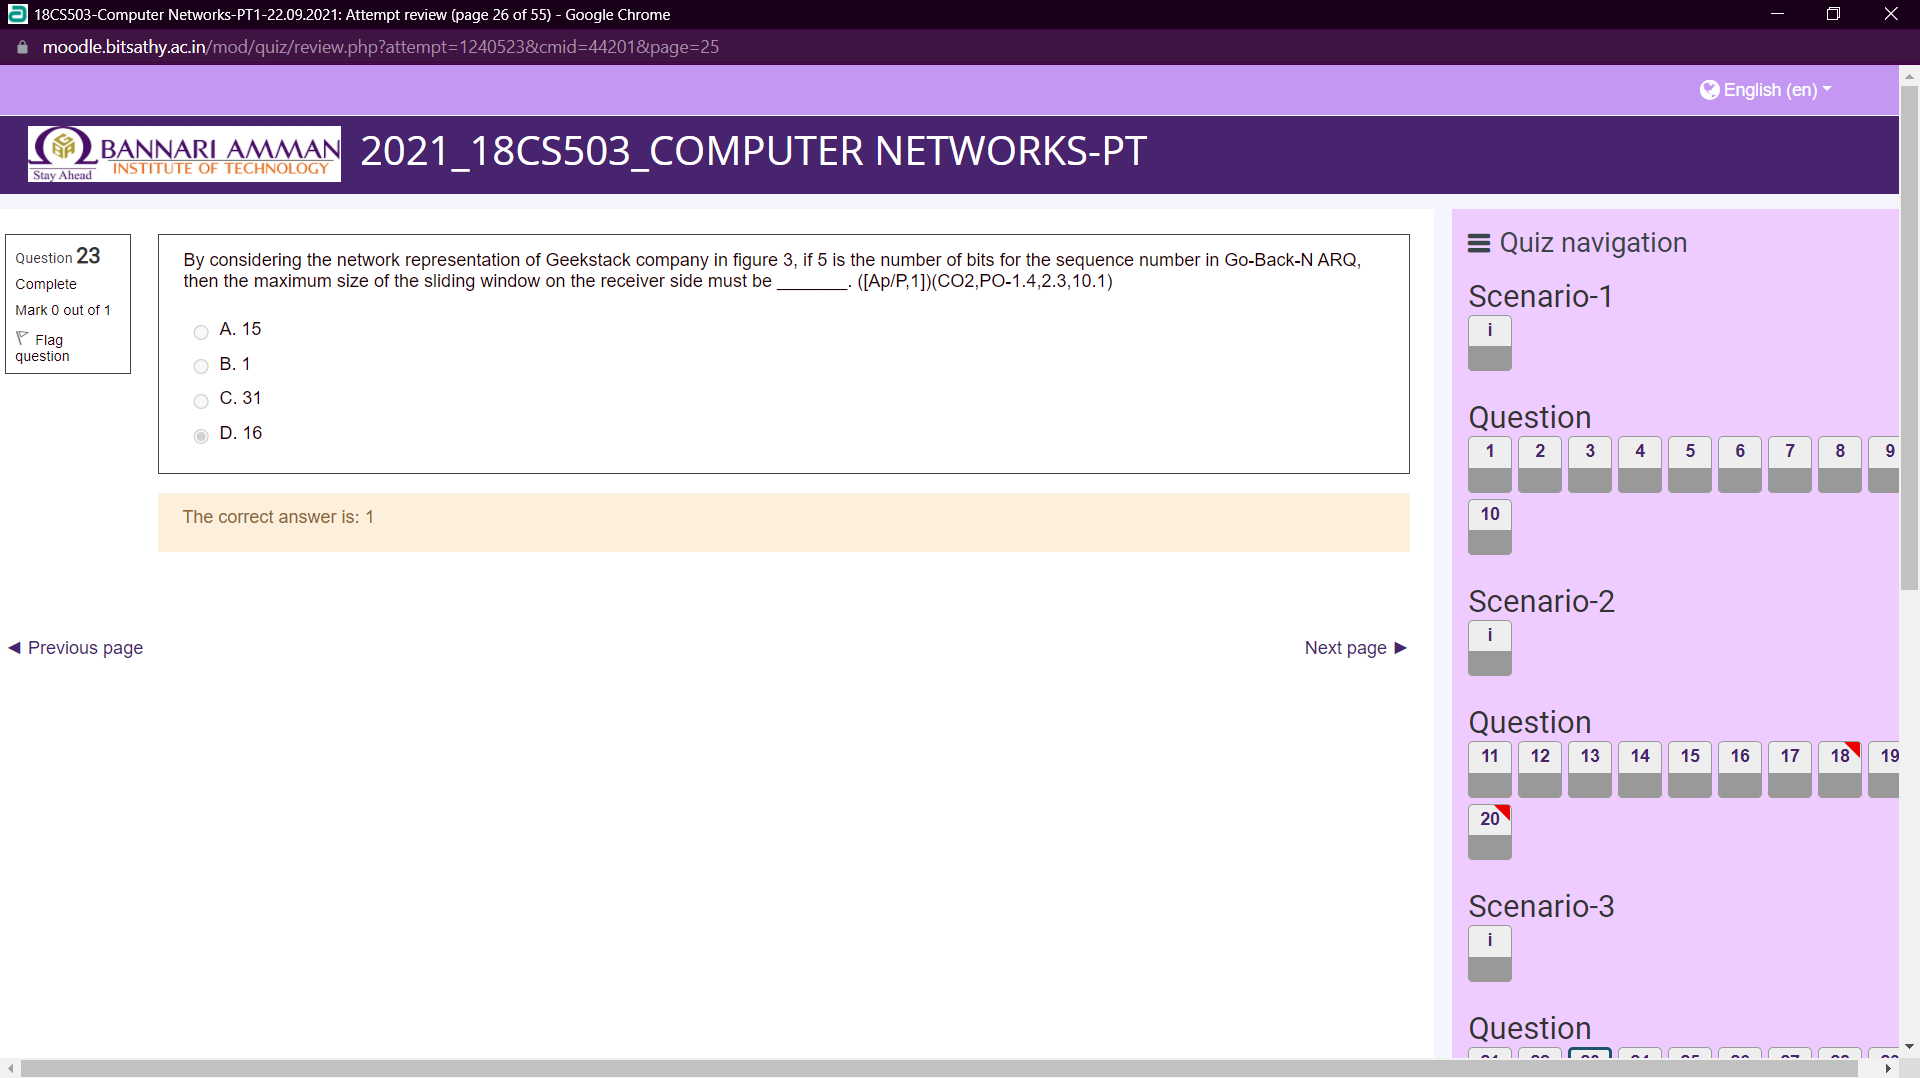 18CS503-Computer Networks-PT1-22.09.2021: Attempt review (page 26 of 55) - Google Chrome
moodle.bitsathy.ac.in/mod/quiz/review.php?attempt=1240523&cmid=44201&page=25
English (en)
BANNARI AMMAN
INSTITUTE OF TECHNOLOGY
Stay Ahead
2021_18CS503_COMPUTER NETWORKS-PT
Question 23
Complete
Mark 0 out of 1
Flag
question
By considering the network representation of Geekstack company in figure 3, if 5 is the number of bits for the sequence number in Go-Back-N ARQ,
then the maximum size of the sliding window on the receiver side must be _______. ([Ap/P,1])(CO2,PO-1.4,2.3,10.1)
A. 15
B. 1
C. 31
D. 16
The correct answer is: 1
Previous page
Next page
Quiz navigation
Scenario-1
i
Question
1 2 3 4 5 6 7 8 9
10
Scenario-2
i
Question
11 12 13 14 15 16 17 18 19
20
Scenario-3
i
Question